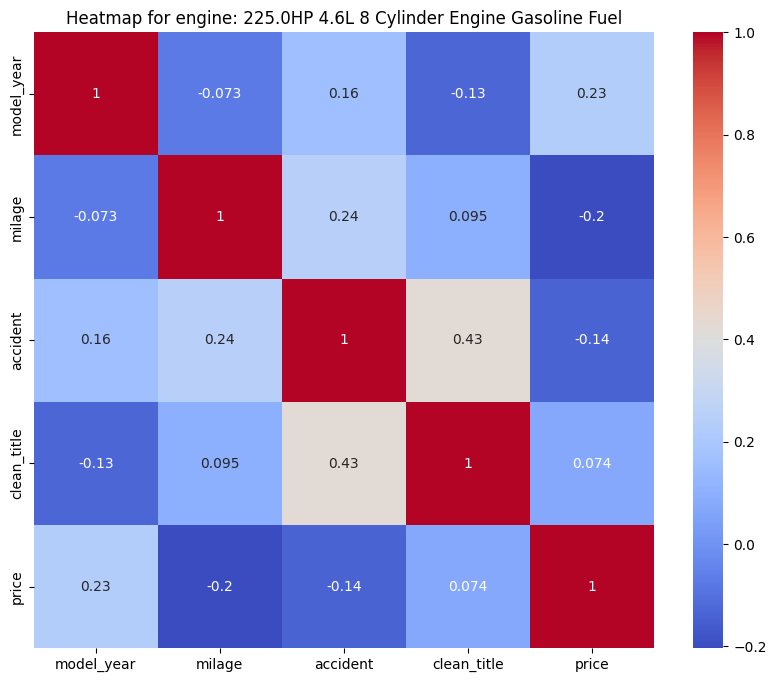 Heatmap for engine: 225.0HP 4.6L 8 Cylinder Engine Gasoline Fuel
model_year 1 -0.073 0.16 -0.13 0.23
milage -0.073 1 0.24 0.095 -0.2
accident 0.16 0.24 1 0.43 -0.14
clean_title -0.13 0.095 0.43 1 0.074
price 0.23 -0.2 -0.14 0.074 1
model_year milage accident clean_title price
1.0
0.8
0.6
0.4
0.2
0.0
−0.2